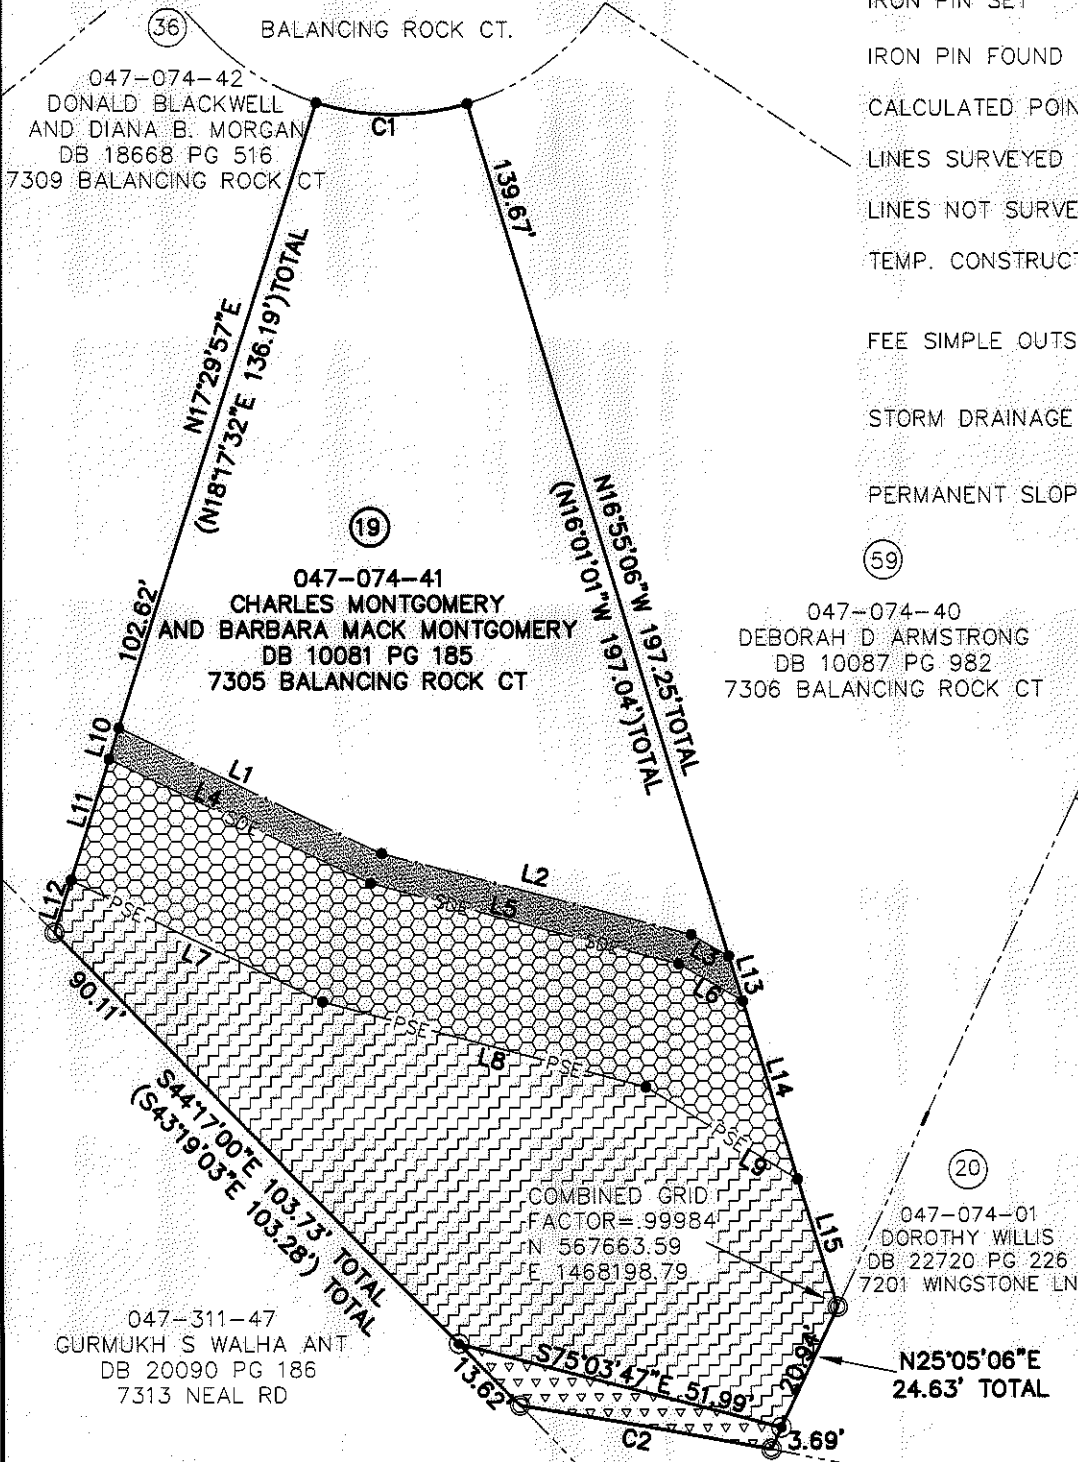 IRON PIN SET
36
BALANCING ROCK CT.
IRON PIN FOUND
047-074-42
DONALD BLACKWELL
AND DIANA B. MORGAN
DB 18668 PG 516
7309 BALANCING ROCK CT
CALCULATED POIN
LINES SURVEYED
LINES NOT SURVE
TEMP. CONSTRUCT
FEE SIMPLE OUTS
STORM DRAINAGE
PERMANENT SLOP
C1
139.67'
N17°29'57"E
(N18°17'32"E 136.19')TOTAL
102.62'
N16°55'06"W 197.25'TOTAL
(N16°01'01"W 197.04')TOTAL
19
047-074-41
CHARLES MONTGOMERY
AND BARBARA MACK MONTGOMERY
DB 10081 PG 185
7305 BALANCING ROCK CT
59
047-074-40
DEBORAH D ARMSTRONG
DB 10087 PG 982
7306 BALANCING ROCK CT
L10
L1
L4
SDE
L11
L2
L5
SDE
SDE
L3
L13
L6
L12
PSE
L7
PSE
L8
PSE
L14
PSE
L9
L15
90.11'
S44°17'00"E 103.73' TOTAL
(S43°19'03"E 103.28') TOTAL
COMBINED GRID
FACTOR=.99984
N 567663.59
E 1468198.79
20
047-074-01
DOROTHY WILLIS
DB 22720 PG 226
7201 WINGSTONE LN
047-311-47
GURMUKH S WALHA ANT
DB 20090 PG 186
7313 NEAL RD
13.62'
S75°03'47"E 51.99'
20.94'
N25°05'06"E
24.63' TOTAL
C2
3.69'